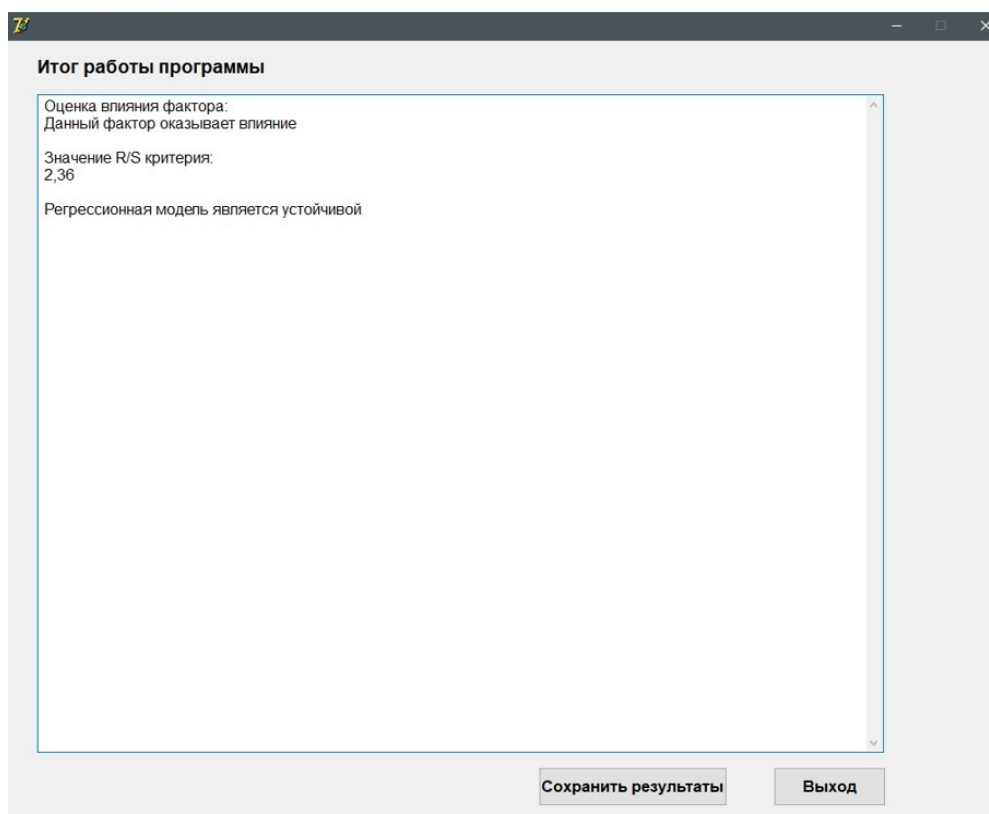 Итог работы программы
Оценка влияния фактора:
Данный фактор оказывает влияние
Значение R/S критерия:
2,36
Регрессионная модель является устойчивой
Сохранить результаты
Выход